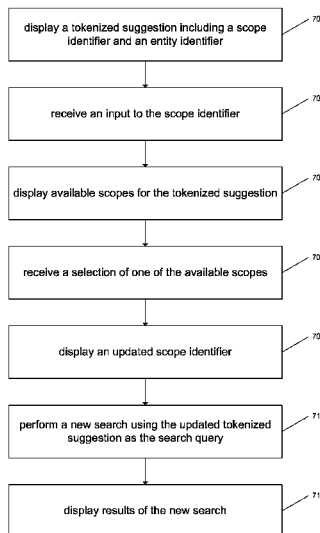 display a tokenized suggestion including a scope
identifier and an entity identifier
70
receive an input to the scope identifier
70
display available scopes for the tokenized suggestion
70
receive a selection of one of the available scopes
70
display an updated scope identifier
70
perform a new search using the updated tokenized
suggestion as the search query
71
display results of the new search
71